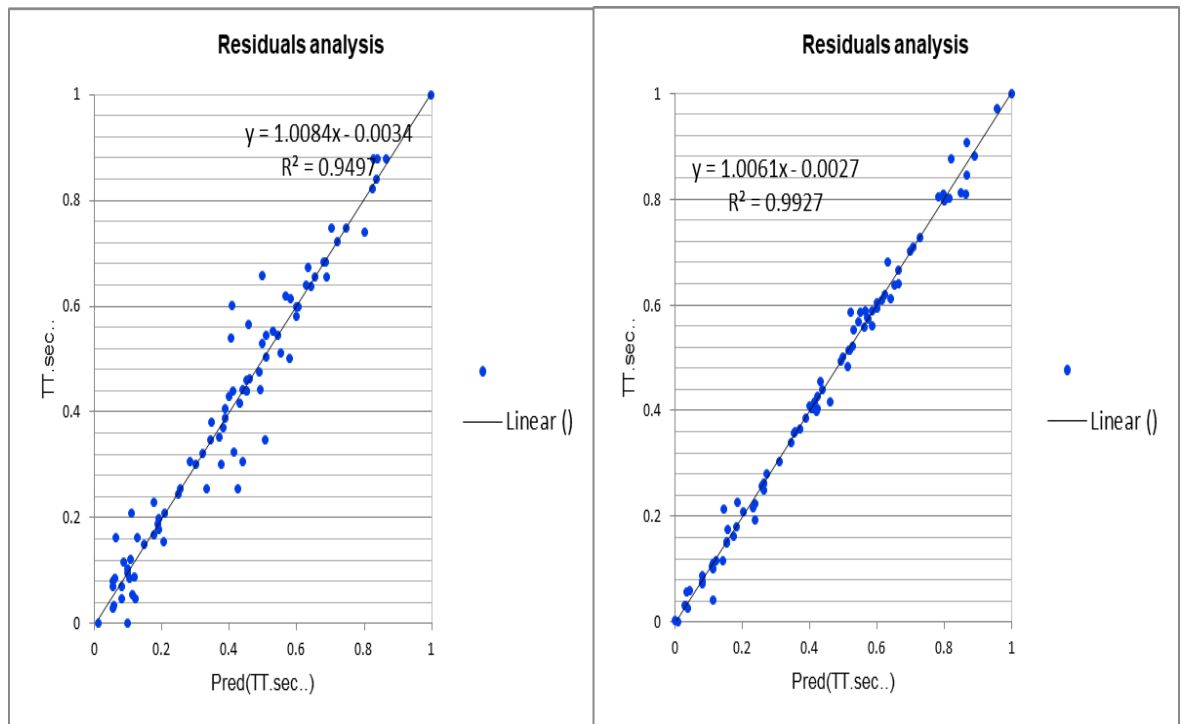 Residuals analysis
1
0.8
0.6
0.4
0.2
0
y = 1.0084x - 0.0034
R² = 0.9497
TT.sec..
0 0.2 0.4 0.6 0.8 1
Pred(TT.sec..)
Linear ()
Residuals analysis
1
0.8
0.6
0.4
0.2
0
y = 1.0061x - 0.0027
R² = 0.9927
TT.sec..
0 0.2 0.4 0.6 0.8 1
Pred(TT.sec..)
Linear ()